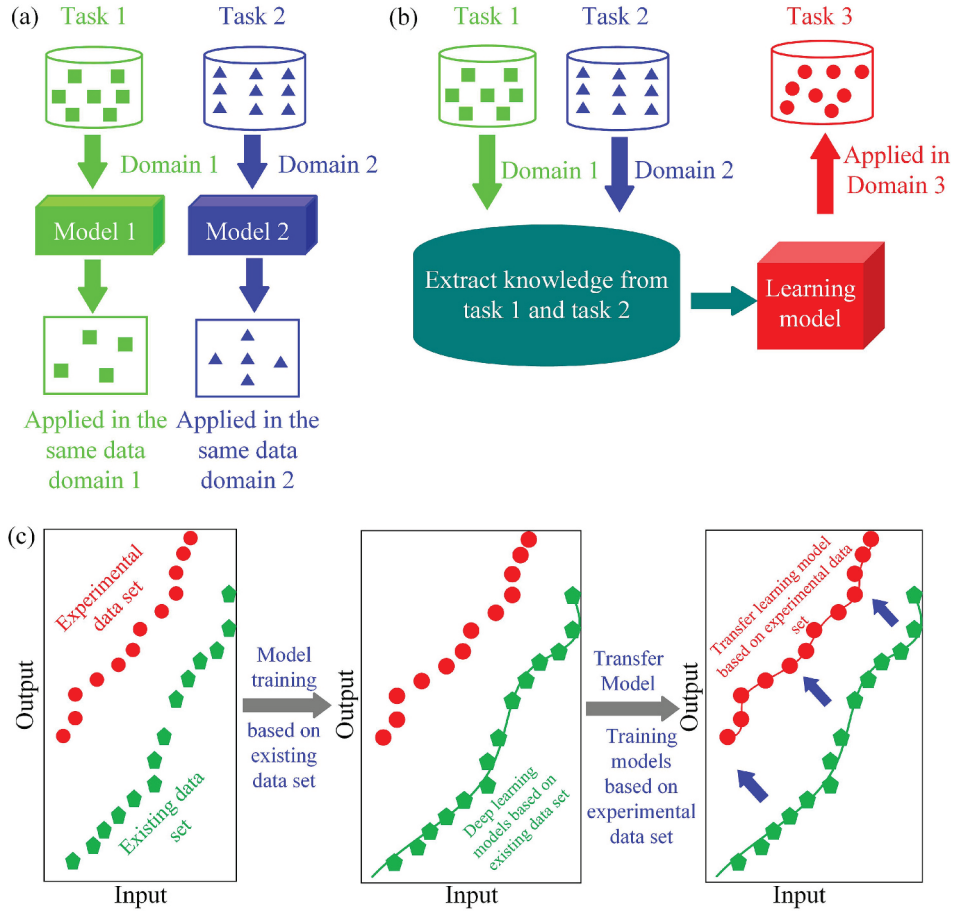 (a)
Task 1
Task 2
Domain 1
Domain 2
Model 1
Model 2
Applied in the
same data
domain 1
Applied in the
same data
domain 2
(b)
Task 1
Task 2
Task 3
Domain 1
Domain 2
Applied in
Domain 3
Extract knowledge from
task 1 and task 2
Learning
model
(c)
Output
Experimental
data set
Existing data
set
Input
Model
training
based on
existing
data set
Output
Deep learning
models based on
existing data set
Input
Transfer
Model
Training
models
based on
experimental
data set
Output
Transfer learning model
based on experimental data
set
Input